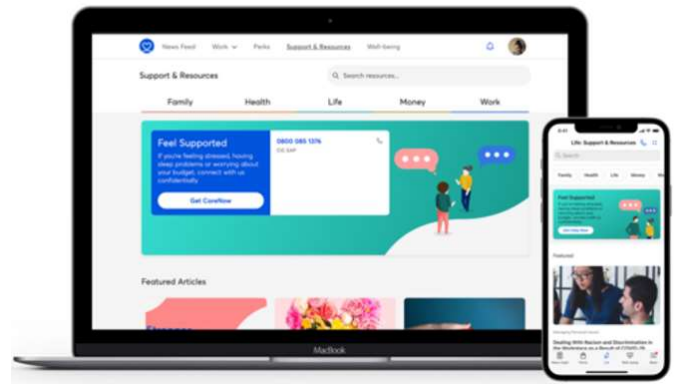 News Feed Work Perks Support & Resources Well-being
Support & Resources
Search resources...
Family Health Life Money Work
Feel Supported
If you're feeling stressed, having
sleep problems or worrying about
your budget, connect with us
confidentially
Get CareNow
0800 085 1376
Featured Articles
MacBook
Life: Support & Resources
Search
Family Health Life Money
Feel Supported
Featured
Dealing With Racism and Discrimination in
the Workplace as a Result of COVID-19